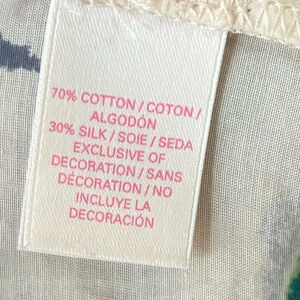 70% COTTON / COTON /
ALGODÓN
30% SILK / SOIE / SEDA
EXCLUSIVE OF
DECORATION / SANS
DÉCORATION / NO
INCLUYE LA
DECORACIÓN